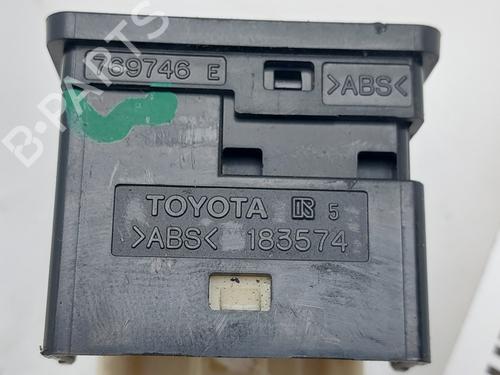 769746 E >ABS<
TOYOTA R 5
>ABS< 183574
B-PARTS